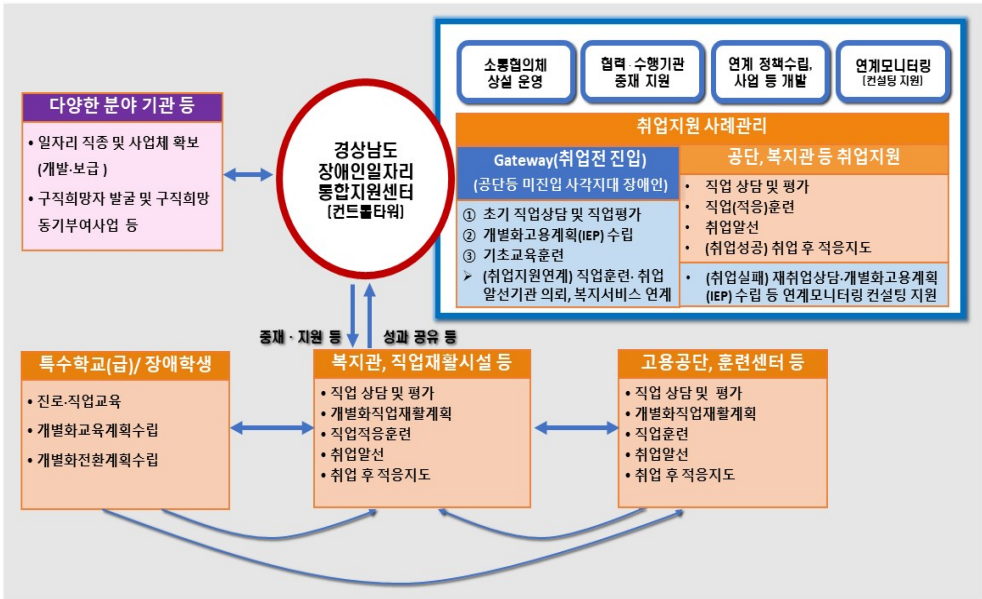 소통협의체
상설 운영
협력·수행기관
중재 지원
연계 정책수립,
사업 등 개발
연계모니터링
[컨설팅 지원]
다양한 분야 기관 등
• 일자리 직종 및 사업체 확보
(개발·보급 )
• 구직희망자 발굴 및 구직희망
동기부여사업 등
경상남도
장애인일자리
통합지원센터
[컨트롤타워]
취업지원 사례관리
Gateway(취업전 진입)
(공단등 미진입 사각지대 장애인)
① 초기 직업상담 및 직업평가
② 개별화고용계획(IEP) 수립
③ 기초교육훈련
➢ (취업지원연계) 직업훈련· 취업
알선기관 의뢰, 복지서비스 연계
공단, 복지관 등 취업지원
• 직업 상담 및 평가
• 직업(적응)훈련
• 취업알선
• (취업성공) 취업 후 적응지도
• (취업실패) 재취업상담·개별화고용계획
(IEP) 수립 등 연계모니터링 컨설팅 지원
중재 · 지원 등
성과 공유 등
특수학교(급)/ 장애학생
• 진로·직업교육
• 개별화교육계획수립
• 개별화전환계획수립
복지관, 직업재활시설 등
• 직업 상담 및 평가
• 개별화직업재활계획
• 직업적응훈련
• 취업알선
• 취업 후 적응지도
고용공단, 훈련센터 등
• 직업 상담 및 평가
• 개별화직업재활계획
• 직업훈련
• 취업알선
• 취업 후 적응지도